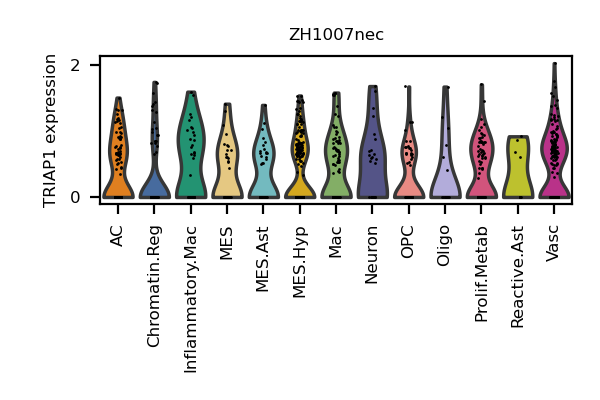 ZH1007nec
TRIAP1 expression
2
0
AC
Chromatin.Reg
Inflammatory.Mac
MES
MES.Ast
MES.Hyp
Mac
Neuron
OPC
Oligo
Prolif.Metab
Reactive.Ast
Vasc